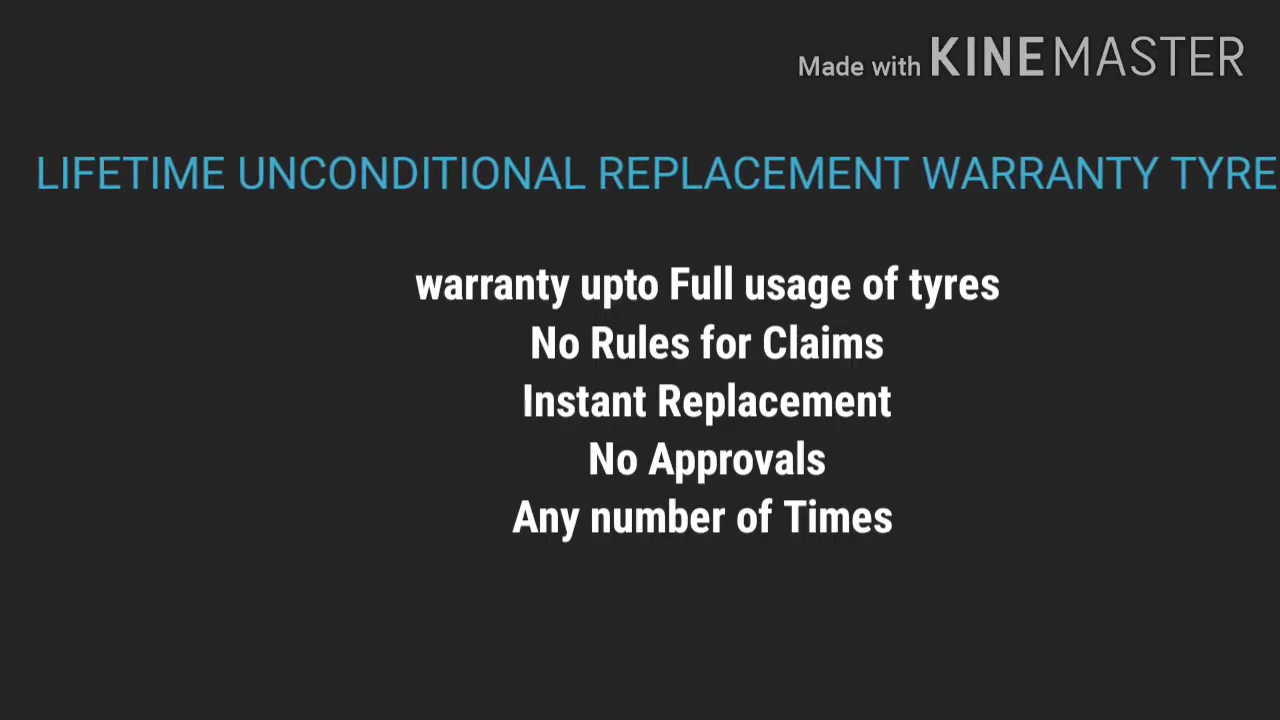 Made with KINEMASTER
LIFETIME UNCONDITIONAL REPLACEMENT WARRANTY TYRE
warranty upto Full usage of tyres
No Rules for Claims
Instant Replacement
No Approvals
Any number of Times